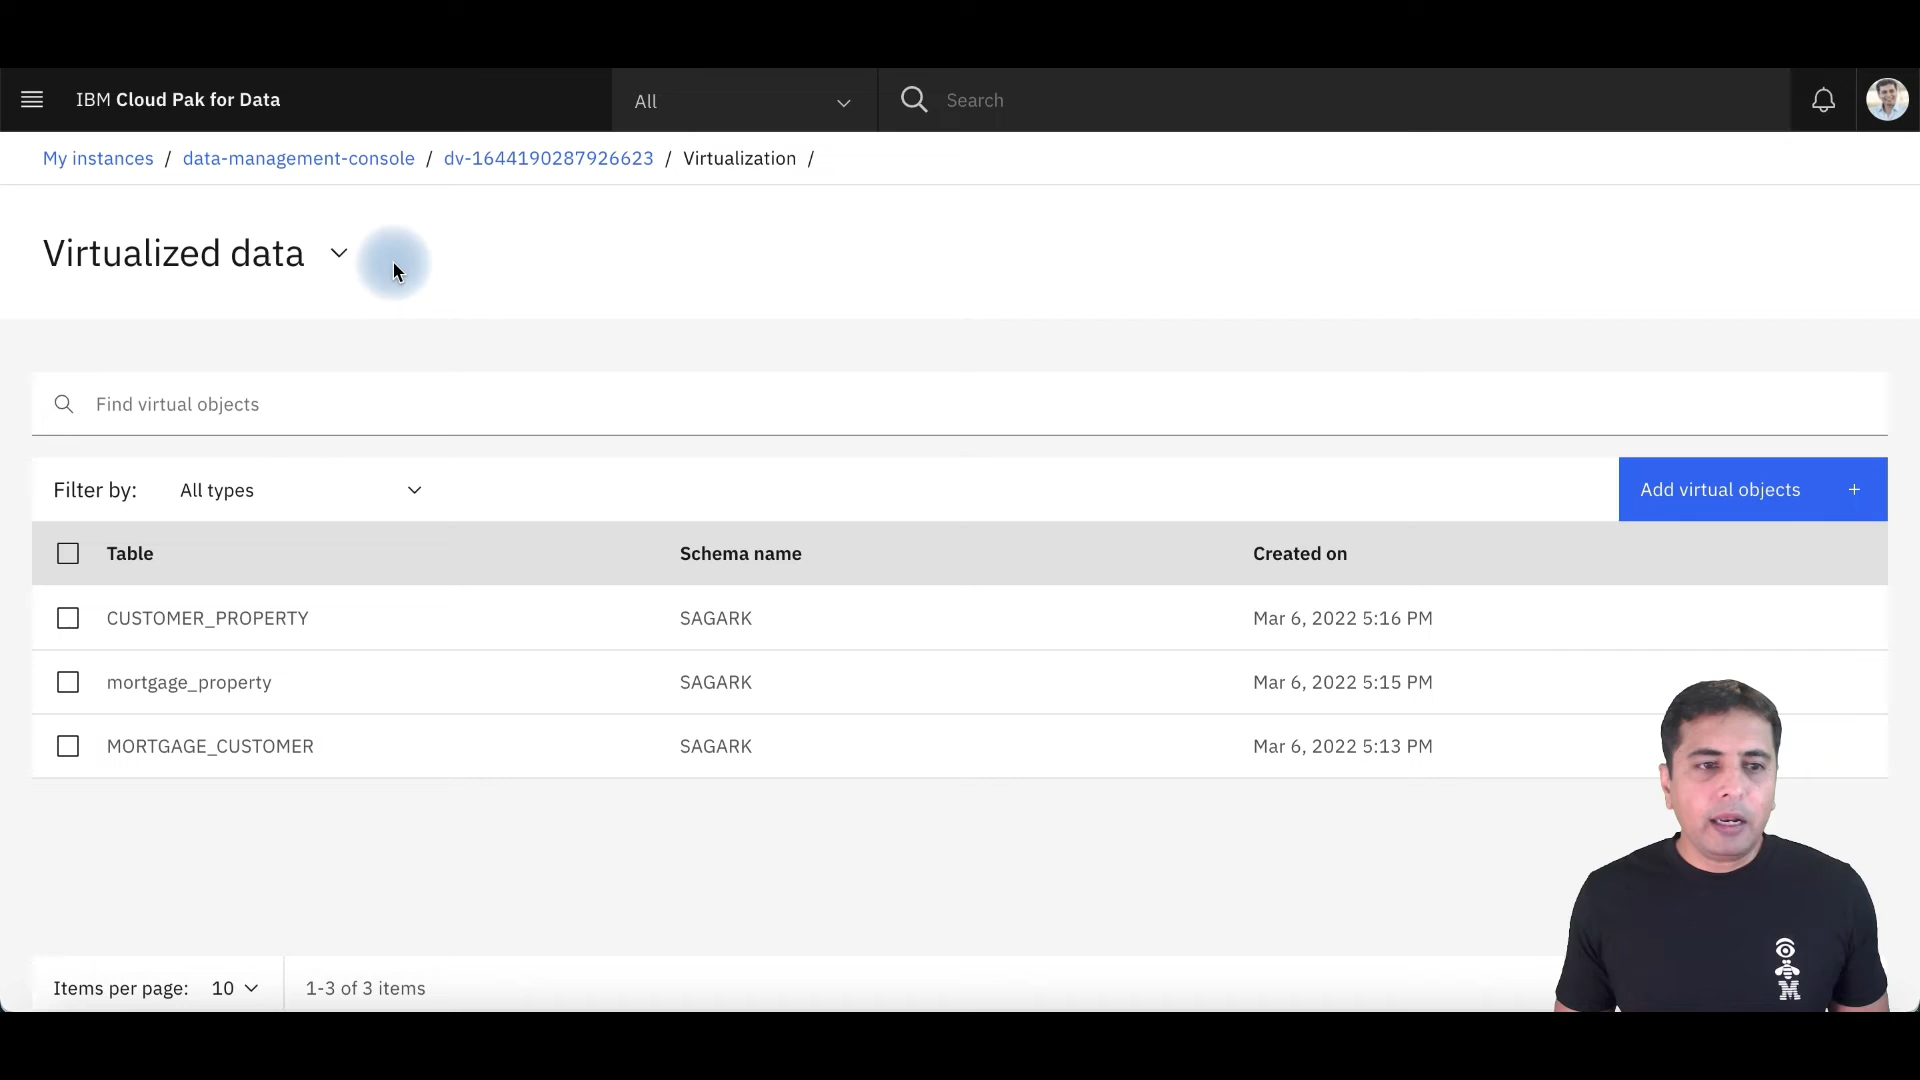 IBM Cloud Pak for Data
All
Search
My instances / data-management-console / dv-1644190287926623 / Virtualization /
Virtualized data
Find virtual objects
Filter by: All types
Add virtual objects +
Table Schema name Created on
CUSTOMER_PROPERTY SAGARK Mar 6, 2022 5:16 PM
mortgage_property SAGARK Mar 6, 2022 5:15 PM
MORTGAGE_CUSTOMER SAGARK Mar 6, 2022 5:13 PM
Items per page: 10 1-3 of 3 items
M